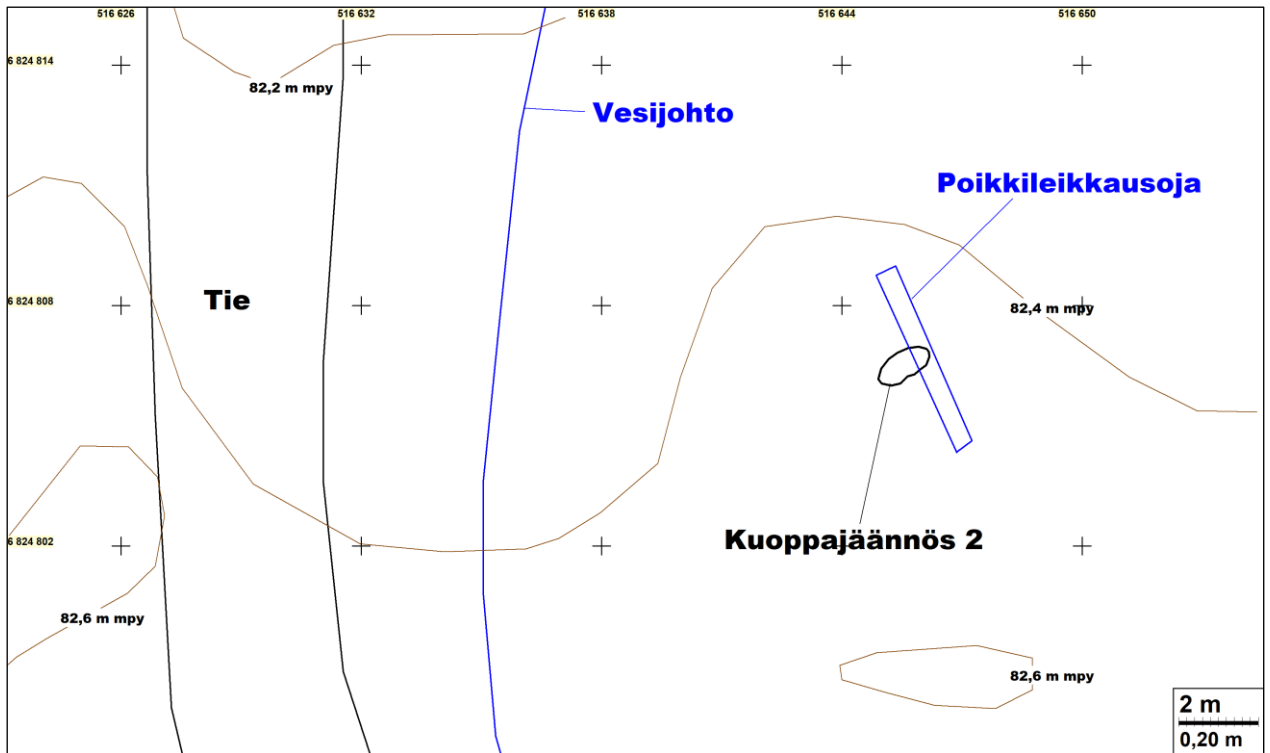 516 626
516 632
516 638
516 644
516 650
6 824 814
82,2 m mpy
Vesijohto
Poikkileikkausoja
6 824 808
Tie
82,4 m mpy
6 824 802
Kuoppajäännös 2
82,6 m mpy
82,6 m mpy
2 m
0,20 m